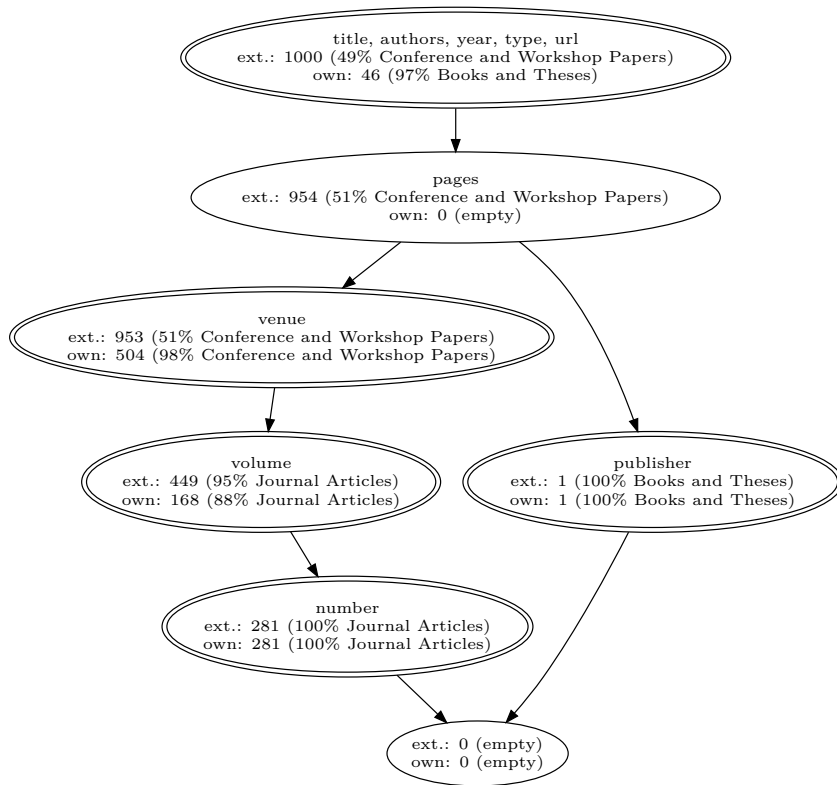 title, authors, year, type, url
ext.: 1000 (49% Conference and Workshop Papers)
own: 46 (97% Books and Theses)
pages
ext.: 954 (51% Conference and Workshop Papers)
own: 0 (empty)
venue
ext.: 953 (51% Conference and Workshop Papers)
own: 504 (98% Conference and Workshop Papers)
volume
ext.: 449 (95% Journal Articles)
own: 168 (88% Journal Articles)
publisher
ext.: 1 (100% Books and Theses)
own: 1 (100% Books and Theses)
number
ext.: 281 (100% Journal Articles)
own: 281 (100% Journal Articles)
ext.: 0 (empty)
own: 0 (empty)